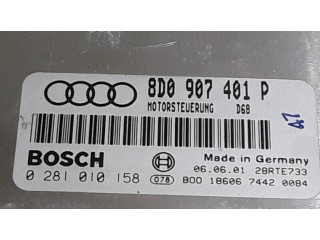 8D0 907 401 P
MOTORSTEUERUNG D68
BOSCH
Made in Germany
06.06.01 28RTE733
0 281 010 158 078 B00 18606 7442 0084